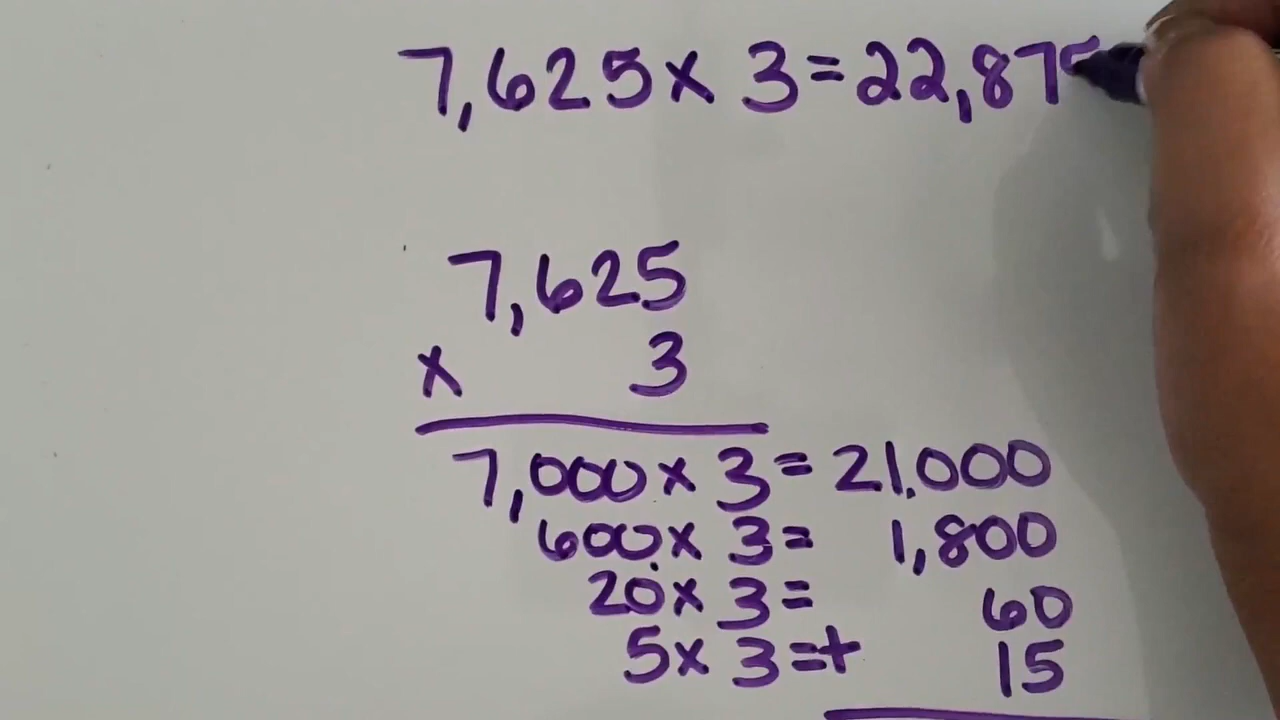 7,625 x 3 = 22,875
7,625
x 3
7,000 x 3 = 21,000
600 x 3 = 1,800
20 x 3 = 60
5 x 3 = + 15